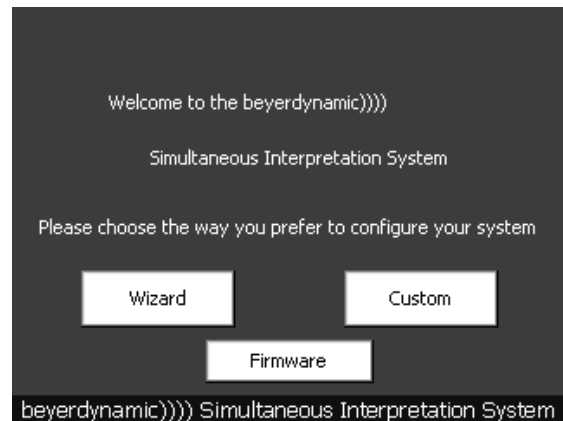 Welcome to the beyerdynamic))))
Simultaneous Interpretation System
Please choose the way you prefer to configure your system
Wizard Custom
Firmware
beyerdynamic)))) Simultaneous Interpretation System